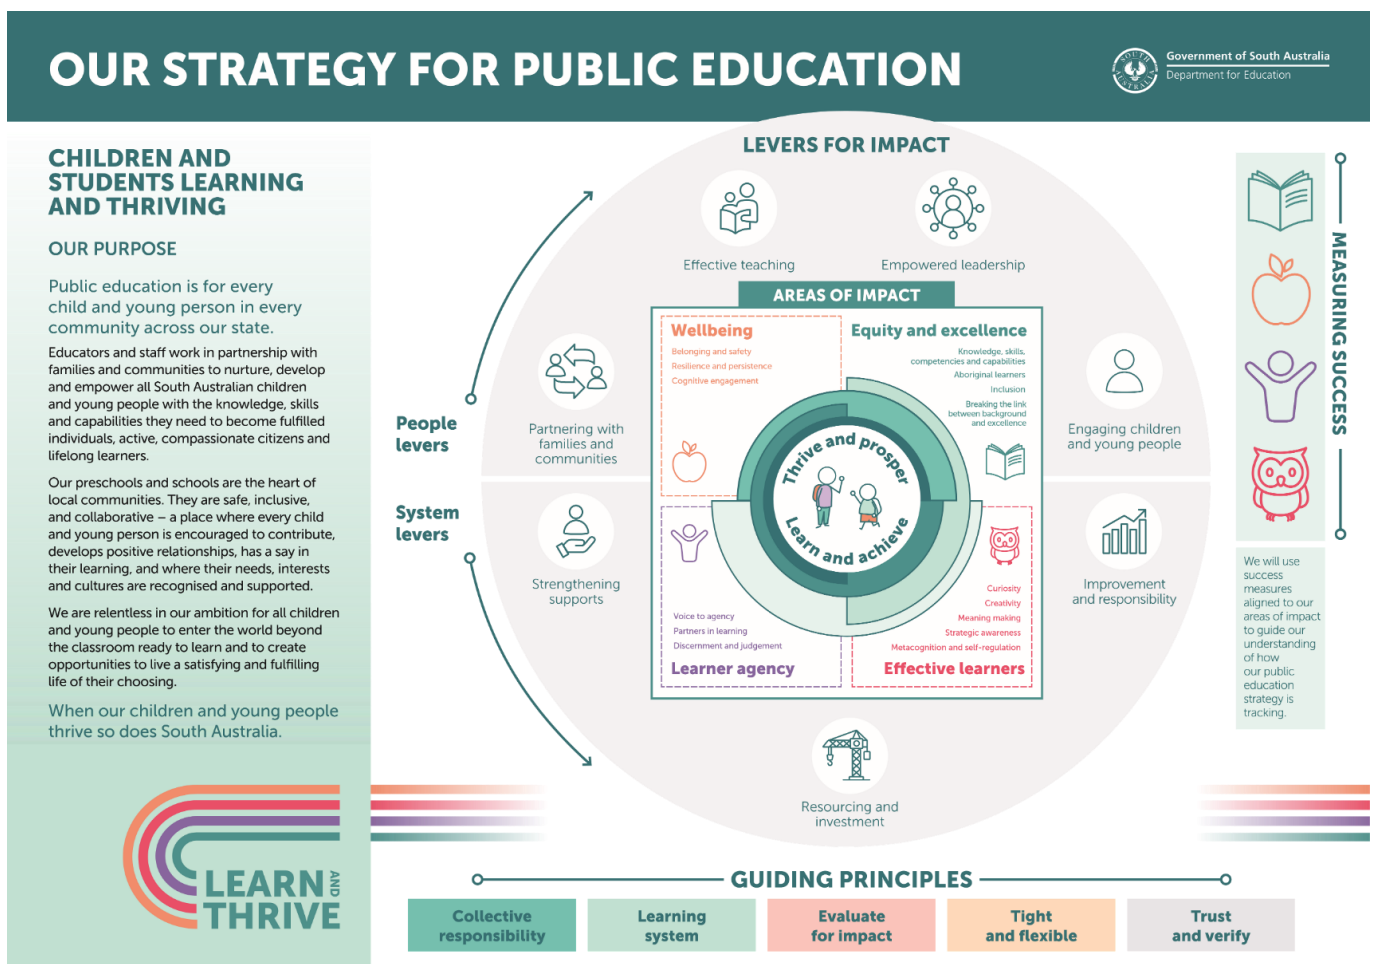 OUR STRATEGY FOR PUBLIC EDUCATION
Government of South Australia
Department for Education
SOUTH AUSTRALIA
CHILDREN AND
STUDENTS LEARNING
AND THRIVING
OUR PURPOSE
Public education is for every
child and young person in every
community across our state.
Educators and staff work in partnership with
families and communities to nurture, develop
and empower all South Australian children
and young people with the knowledge, skills
and capabilities they need to become fulfilled
individuals, active, compassionate citizens and
lifelong learners.
Our preschools and schools are the heart of
local communities. They are safe, inclusive,
and collaborative – a place where every child
and young person is encouraged to contribute,
develops positive relationships, has a say in
their learning, and where their needs, interests
and cultures are recognised and supported.
We are relentless in our ambition for all children
and young people to enter the world beyond
the classroom ready to learn and to create
opportunities to live a satisfying and fulfilling
life of their choosing.
When our children and young people
thrive so does South Australia.
LEARN AND
THRIVE
LEVERS FOR IMPACT
Effective teaching
Empowered leadership
People
levers
Partnering with
families and
communities
Engaging children
and young people
System
levers
Strengthening
supports
Improvement
and responsibility
Resourcing and
investment
AREAS OF IMPACT
Wellbeing
Belonging and safety
Resilience and persistence
Cognitive engagement
Equity and excellence
Knowledge, skills,
competencies and capabilities
Aboriginal learners
Inclusion
Breaking the link
between background
and excellence
Thrive and prosper
Learn and achieve
Voice to agency
Partners in learning
Discernment and judgement
Learner agency
Curiosity
Creativity
Meaning making
Strategic awareness
Metacognition and self-regulation
Effective learners
MEASURING SUCCESS
We will use
success
measures
aligned to our
areas of impact
to guide our
understanding
of how
our public
education
strategy is
tracking.
GUIDING PRINCIPLES
Collective
responsibility
Learning
system
Evaluate
for impact
Tight
and flexible
Trust
and verify